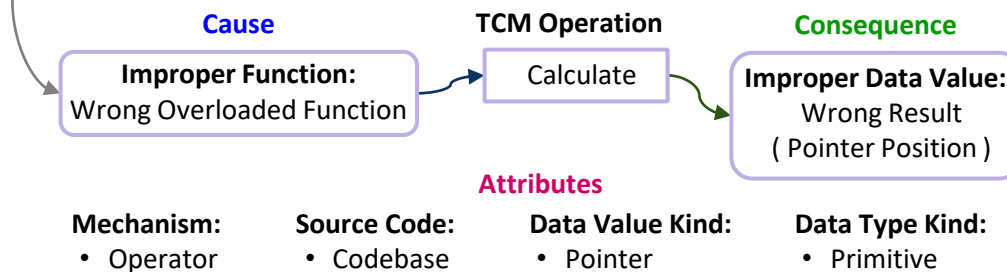 Cause
TCM Operation
Consequence
Improper Function:
Wrong Overloaded Function
Calculate
Improper Data Value:
Wrong Result
( Pointer Position )
Attributes
Mechanism:
• Operator
Source Code:
• Codebase
Data Value Kind:
• Pointer
Data Type Kind:
• Primitive